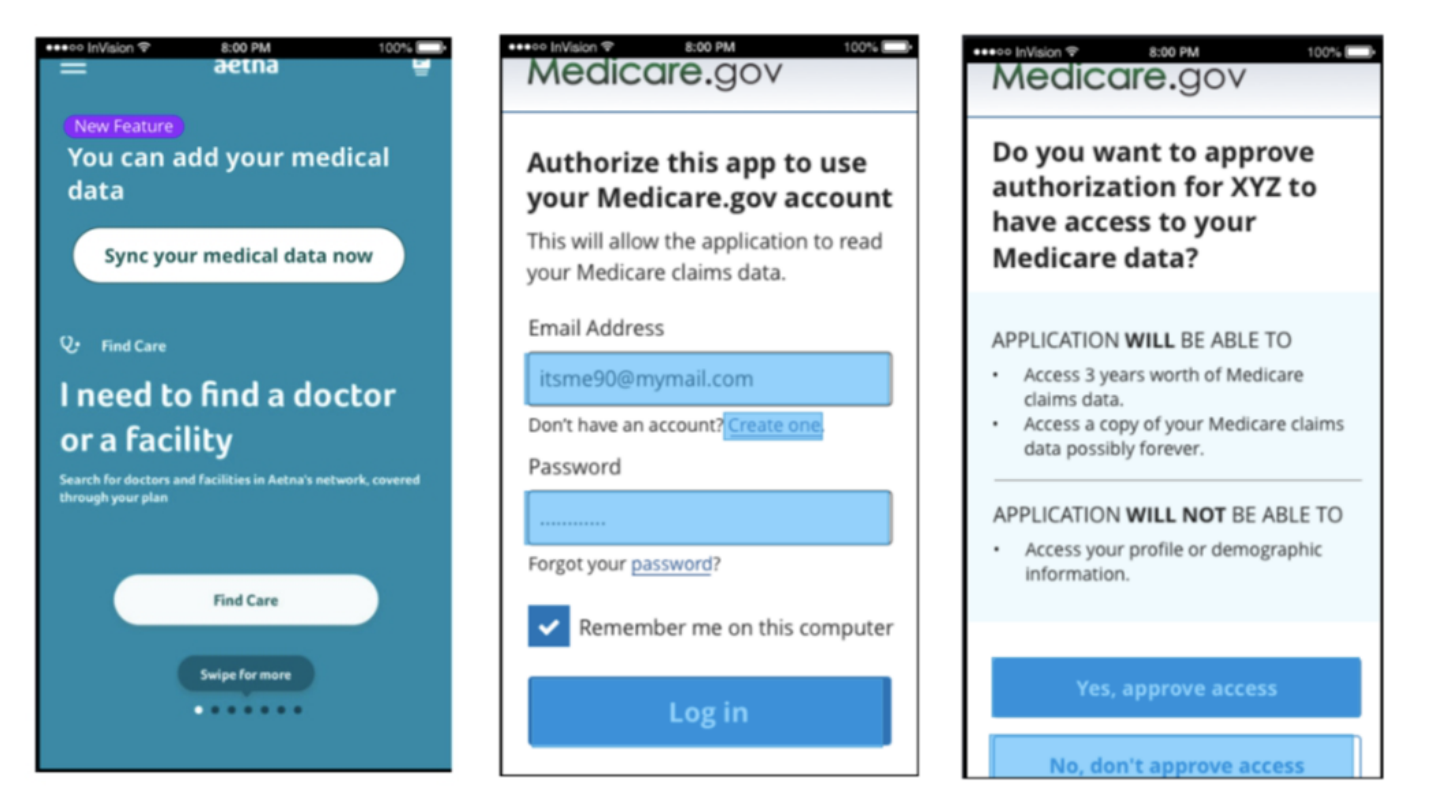 InVision 8:00 PM 100%
aetna
New Feature
You can add your medical
data
Sync your medical data now
Find Care
I need to find a doctor
or a facility
Search for doctors and facilities in Aetna's network, covered
through your plan
Find Care
Swipe for more
InVision 8:00 PM 100%
Medicare.gov
Authorize this app to use
your Medicare.gov account
This will allow the application to read
your Medicare claims data.
Email Address
itsme90@mymail.com
Don't have an account? Create one.
Password
............
Forgot your password?
Remember me on this computer
Log in
InVision 8:00 PM 100%
Medicare.gov
Do you want to approve
authorization for XYZ to
have access to your
Medicare data?
APPLICATION WILL BE ABLE TO
• Access 3 years worth of Medicare
claims data.
• Access a copy of your Medicare claims
data possibly forever.
APPLICATION WILL NOT BE ABLE TO
• Access your profile or demographic
information.
Yes, approve access
No, don't approve access